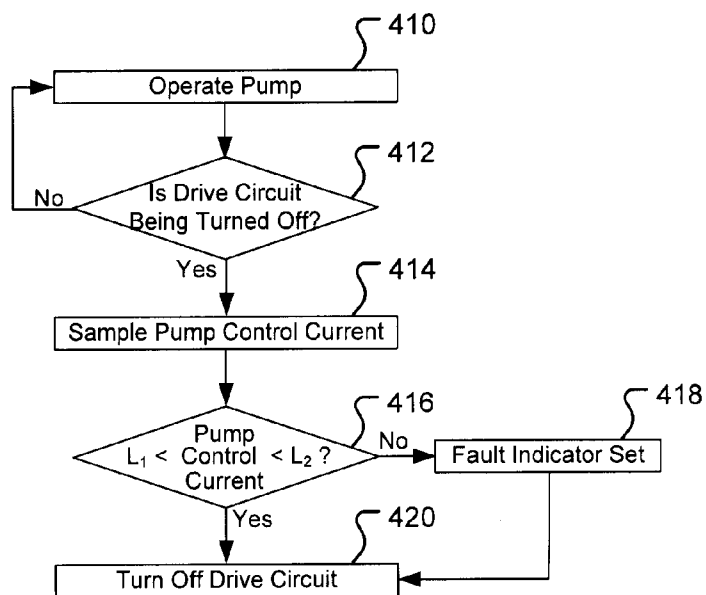 410
Operate Pump
412
Is Drive Circuit
Being Turned Off?
No
Yes
414
Sample Pump Control Current
416
Pump
L₁ < Control < L₂ ?
Current
No
418
Fault Indicator Set
Yes
420
Turn Off Drive Circuit